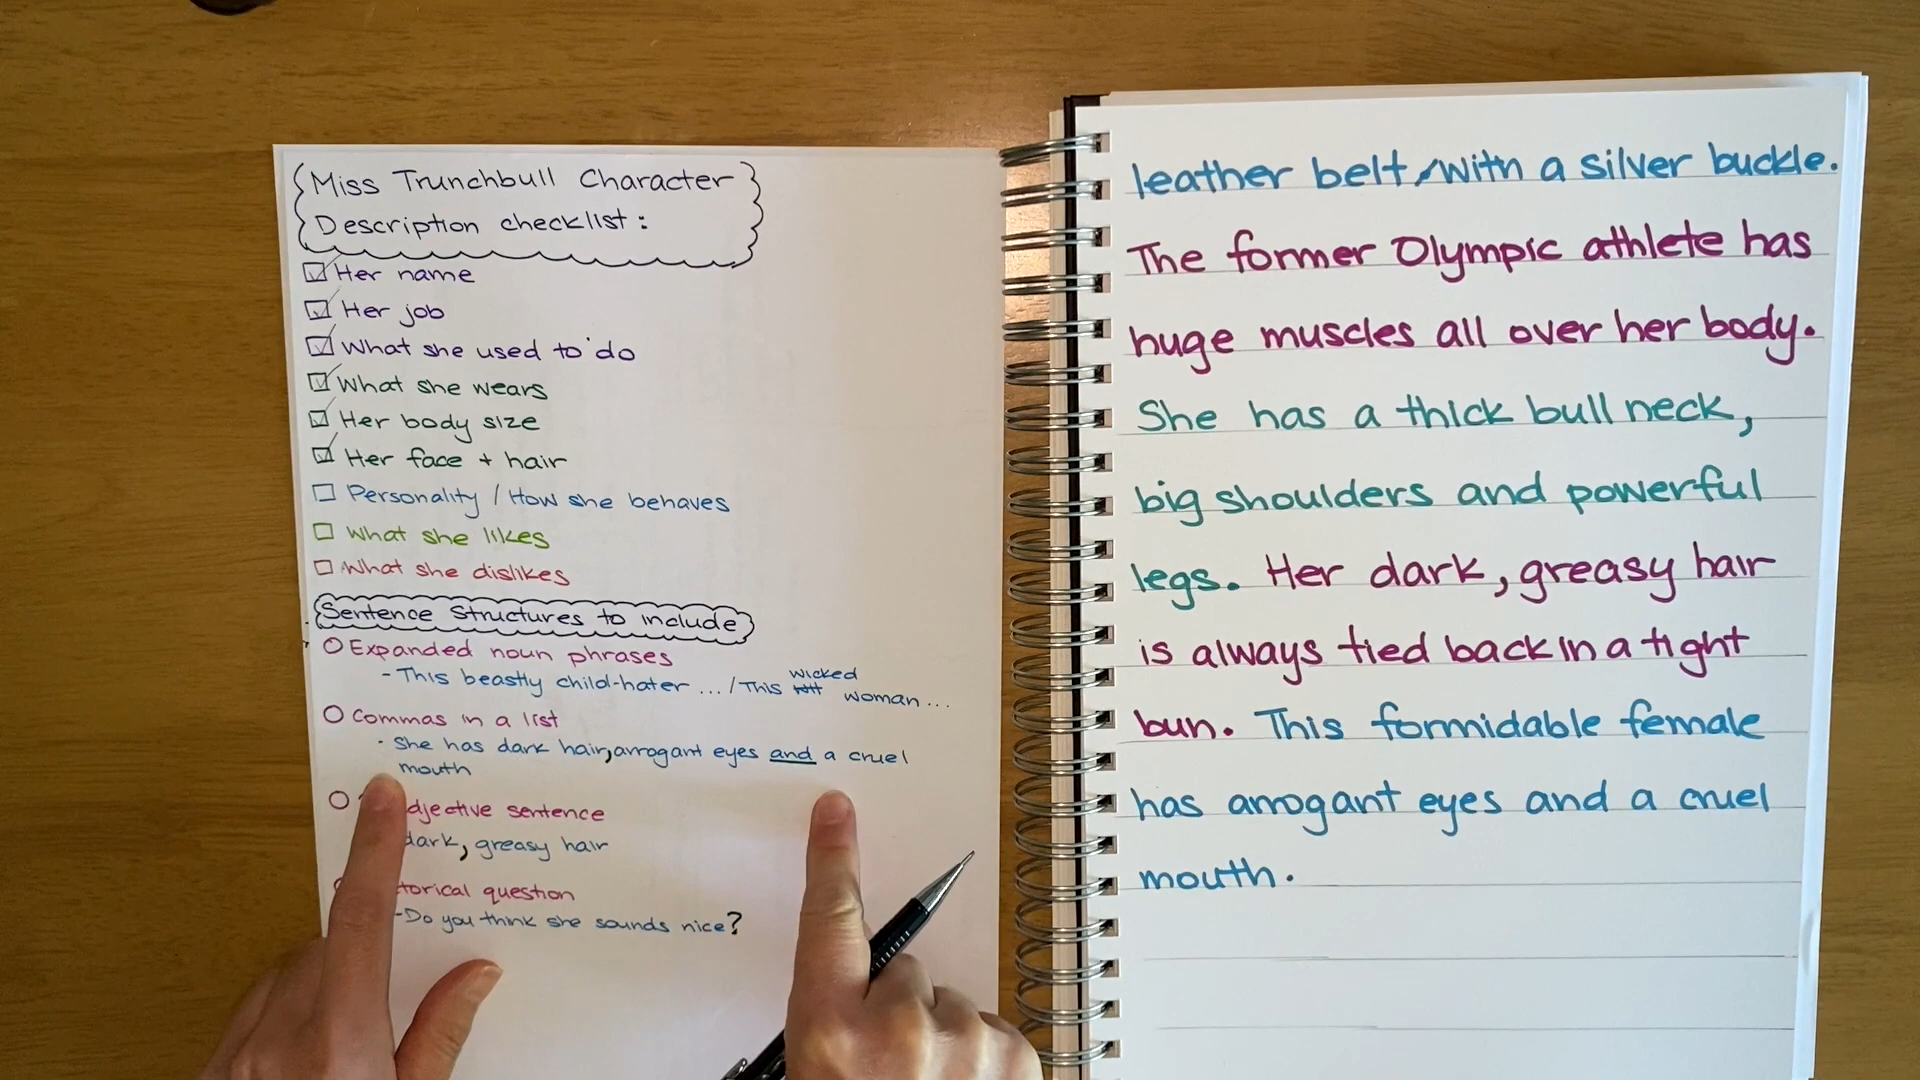 Miss Trunchbull Character
Description checklist:
Her name
Her job
What she used to do
What she wears
Her body size
Her face + hair
Personality / How she behaves
What she likes
What she dislikes
Sentence Structures to include
Expanded noun phrases
- This beastly child-hater ... / This wicked woman ...
Commas in a list
- She has dark hair, arrogant eyes and a cruel
mouth
sentence
dark, greasy hair
question
- Do you think she sounds nice?
leather belt, with a silver buckle.
The former Olympic athlete has
huge muscles all over her body.
She has a thick bull neck,
big shoulders and powerful
legs. Her dark, greasy hair
is always tied back in a tight
bun. This formidable female
has arrogant eyes and a cruel
mouth.